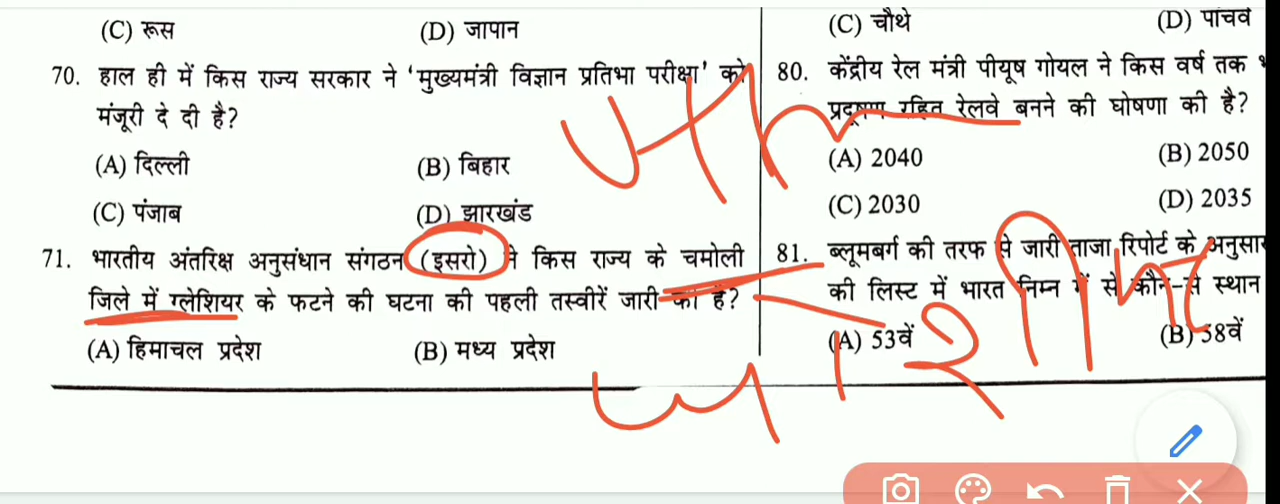 (C) रूस (D) जापान
70. हाल ही में किस राज्य सरकार ने ‘मुख्यमंत्री विज्ञान प्रतिभा परीक्षा’ को
मंजूरी दे दी है?
(A) दिल्ली (B) बिहार
(C) पंजाब (D) झारखंड
71. भारतीय अंतरिक्ष अनुसंधान संगठन (इसरो) ने किस राज्य के चमोली
जिले में ग्लेशियर के फटने की घटना की पहली तस्वीरें जारी की हैं?
(A) हिमाचल प्रदेश (B) मध्य प्रदेश
(C) चौथे (D) पांचवें
80. केंद्रीय रेल मंत्री पीयूष गोयल ने किस वर्ष तक
प्रदूषण रहित रेलवे बनने की घोषणा की है?
(A) 2040 (B) 2050
(C) 2030 (D) 2035
81. ब्लूमबर्ग की तरफ से जारी ताजा रिपोर्ट के अनुसार
की लिस्ट में भारत निम्न में से कौन-से स्थान
(A) 53वें (B) 58वें